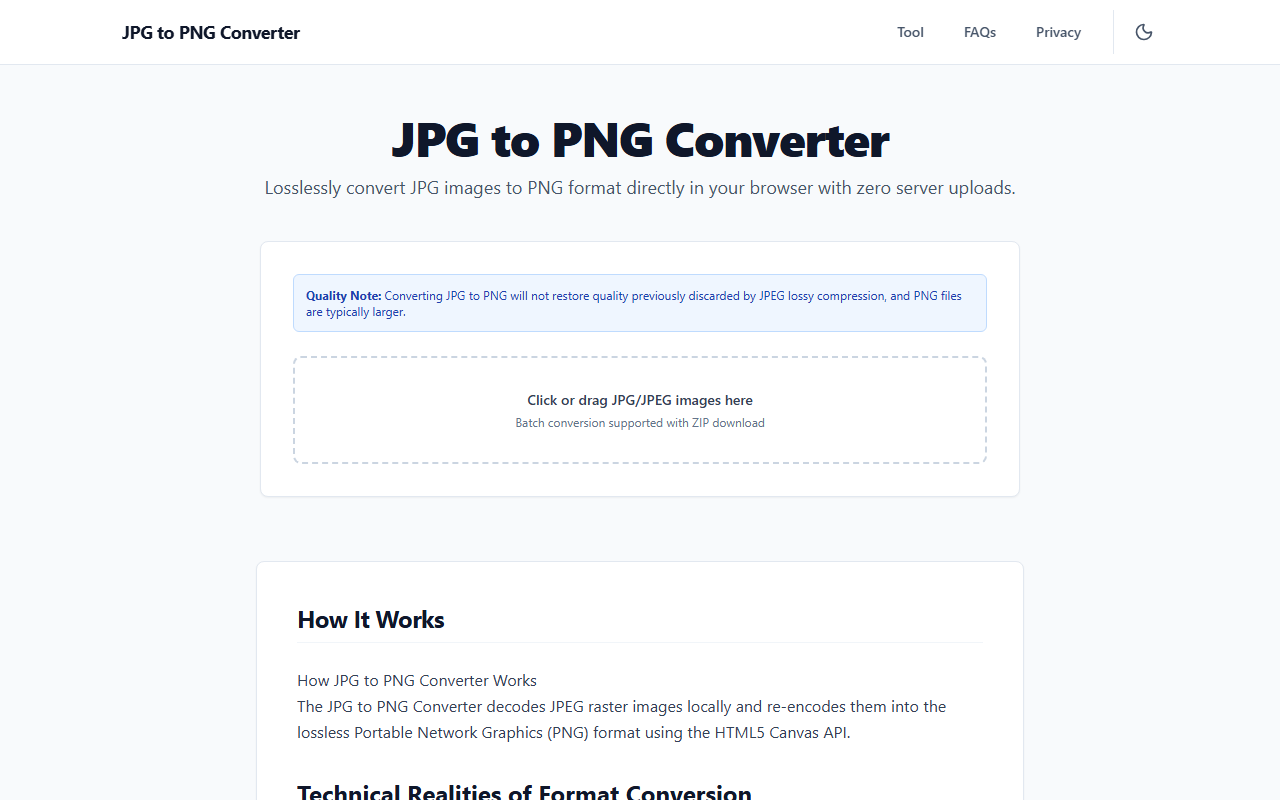 JPG to PNG Converter
Tool
FAQs
Privacy
JPG to PNG Converter
Losslessly convert JPG images to PNG format directly in your browser with zero server uploads.
Quality Note: Converting JPG to PNG will not restore quality previously discarded by JPEG lossy compression, and PNG files
are typically larger.
Click or drag JPG/JPEG images here
Batch conversion supported with ZIP download
How It Works
How JPG to PNG Converter Works
The JPG to PNG Converter decodes JPEG raster images locally and re-encodes them into the
lossless Portable Network Graphics (PNG) format using the HTML5 Canvas API.
Technical Realities of Format Conversion